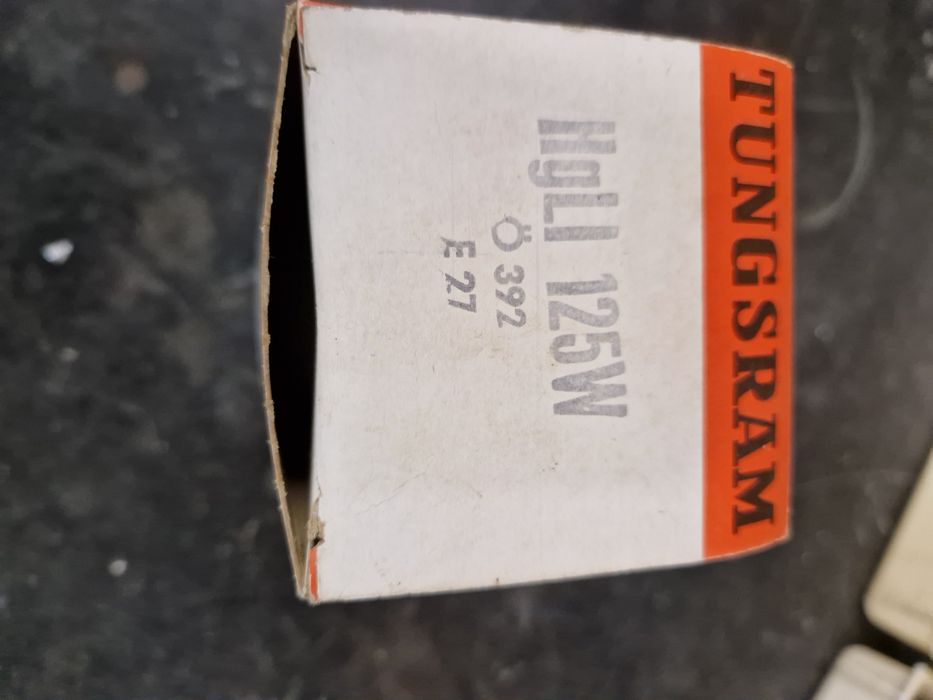 TUNGSRAM
HgLI 125W
Ö 392
E 27